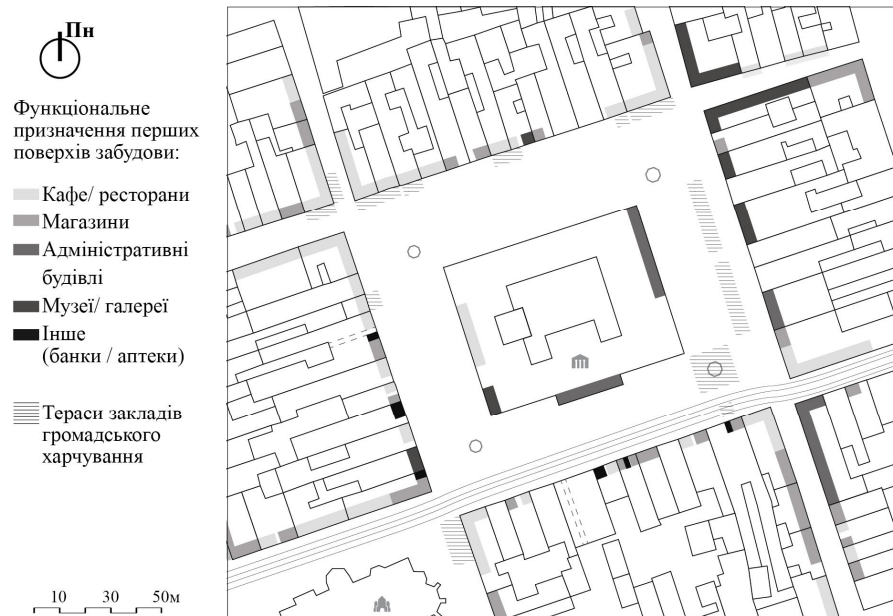 Пн
Функціональне
призначення перших
поверхів забудови:
Кафе/ ресторани
Магазини
Адміністративні
будівлі
Музеї/ галереї
Інше
(банки / аптеки)
Тераси закладів
громадського
харчування
10 30 50м